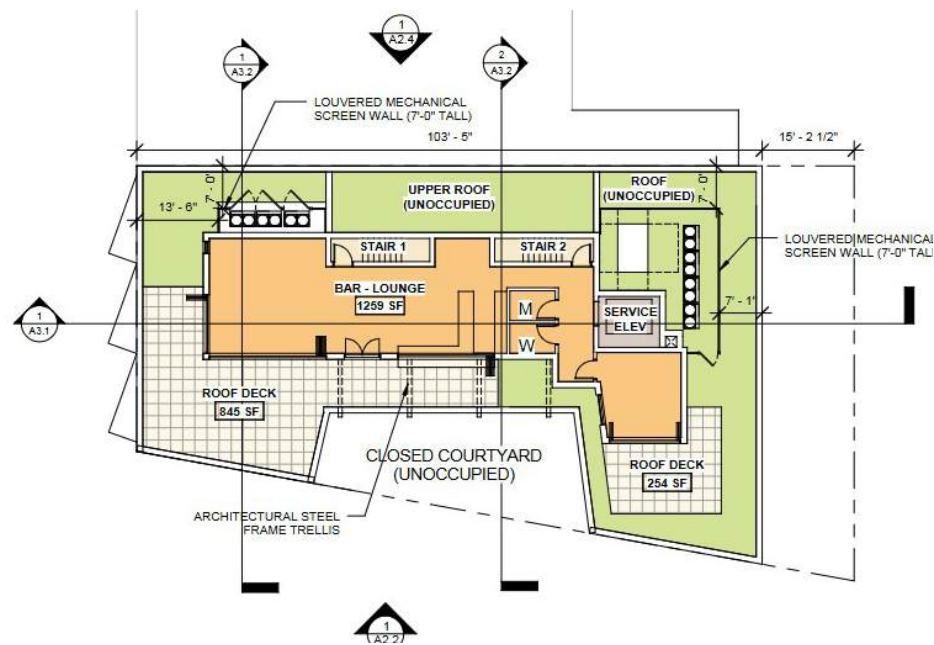 1
A2.4
1
A3.2
2
A3.2
LOUVERED MECHANICAL
SCREEN WALL (7'-0" TALL)
103' - 5"
15' - 2 1/2"
7' - 0"
UPPER ROOF
(UNOCCUPIED)
ROOF
(UNOCCUPIED)
7' - 0"
13' - 6"
STAIR 1
STAIR 2
LOUVERED MECHANICAL
SCREEN WALL (7'-0" TALL
BAR - LOUNGE
1259 SF
M
W
SERVICE
ELEV
7' - 1"
1
A3.1
ROOF DECK
845 SF
CLOSED COURTYARD
(UNOCCUPIED)
ROOF DECK
254 SF
ARCHITECTURAL STEEL
FRAME TRELLIS
1
A2.2